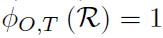 ϕ_{O,T} (ℛ) = 1